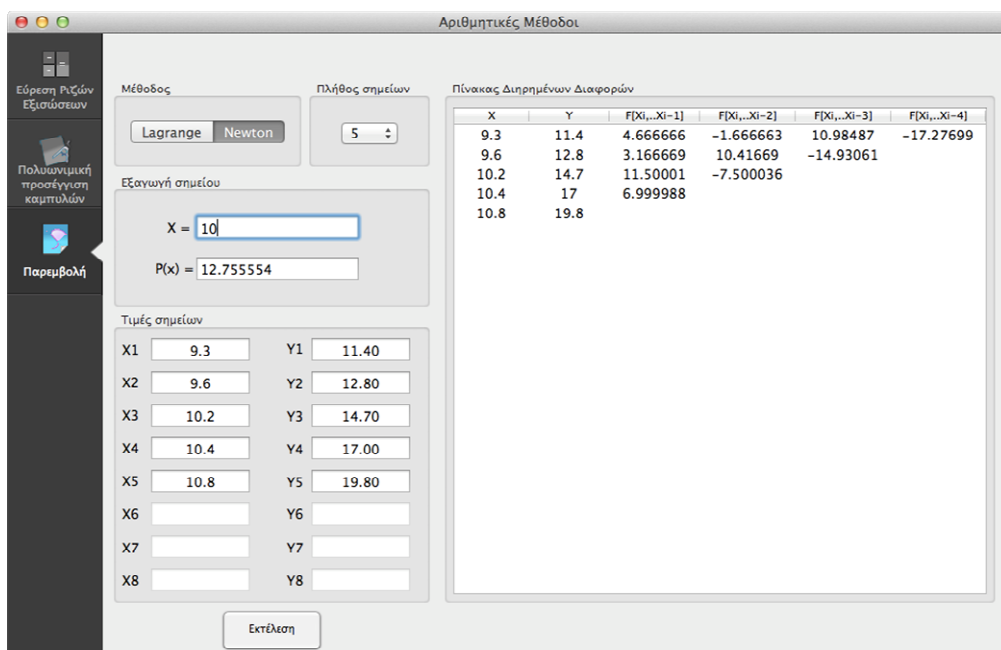 Αριθμητικές Μέθοδοι
Εύρεση Ριζών
Εξισώσεων
Πολυωνιμική
προσέγγιση
καμπυλών
Παρεμβολή
Μέθοδος
Lagrange Newton
Πλήθος σημείων
5
Εξαγωγή σημείου
X = 10
P(x) = 12.755554
Τιμές σημείων
X1 9.3 Y1 11.40
X2 9.6 Y2 12.80
X3 10.2 Y3 14.70
X4 10.4 Y4 17.00
X5 10.8 Y5 19.80
X6 Y6
X7 Y7
X8 Y8
Εκτέλεση
Πίνακας Διηρημένων Διαφορών
X Y F[Xi,..Xi-1] F[Xi,..Xi-2] F[Xi,..Xi-3] F[Xi,..Xi-4]
9.3 11.4 4.666666 -1.666663 10.98487 -17.27699
9.6 12.8 3.166669 10.41669 -14.93061
10.2 14.7 11.50001 -7.500036
10.4 17 6.999988
10.8 19.8